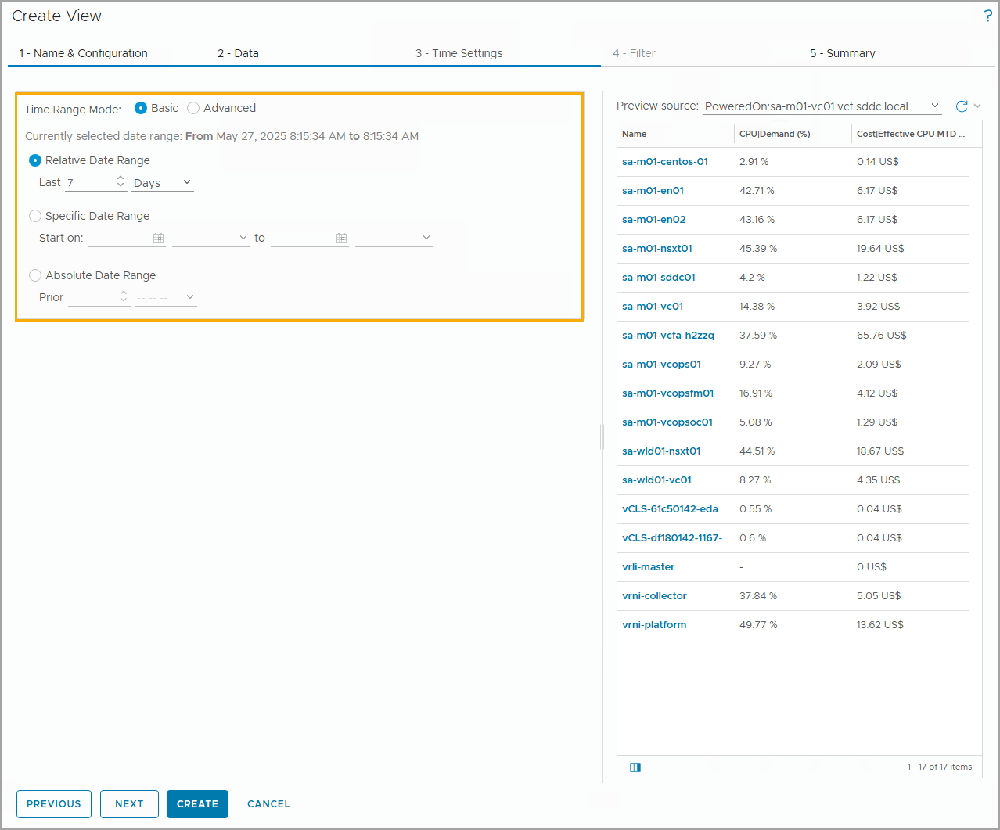 Create View
?
1 - Name & Configuration
2 - Data
3 - Time Settings
4 - Filter
5 - Summary
Time Range Mode: Basic Advanced
Currently selected date range: From May 27, 2025 8:15:34 AM to 8:15:34 AM
Relative Date Range
Last 7 Days
Specific Date Range
Start on: to
Absolute Date Range
Prior -- -- --
Preview source: PoweredOn:sa-m01-vc01.vcf.sddc.local
Name CPU|Demand (%) Cost|Effective CPU MTD ...
sa-m01-centos-01 2.91 % 0.14 US$
sa-m01-en01 42.71 % 6.17 US$
sa-m01-en02 43.16 % 6.17 US$
sa-m01-nsxt01 45.39 % 19.64 US$
sa-m01-sddc01 4.2 % 1.22 US$
sa-m01-vc01 14.38 % 3.92 US$
sa-m01-vcfa-h2zzq 37.59 % 65.76 US$
sa-m01-vcops01 9.27 % 2.09 US$
sa-m01-vcopsfm01 16.91 % 4.12 US$
sa-m01-vcopsoc01 5.08 % 1.29 US$
sa-wld01-nsxt01 44.51 % 18.67 US$
sa-wld01-vc01 8.27 % 4.35 US$
vCLS-61c50142-eda... 0.55 % 0.04 US$
vCLS-df180142-1167-... 0.6 % 0.04 US$
vrli-master - 0 US$
vrni-collector 37.84 % 5.05 US$
vrni-platform 49.77 % 13.62 US$
1 - 17 of 17 items
PREVIOUS
NEXT
CREATE
CANCEL